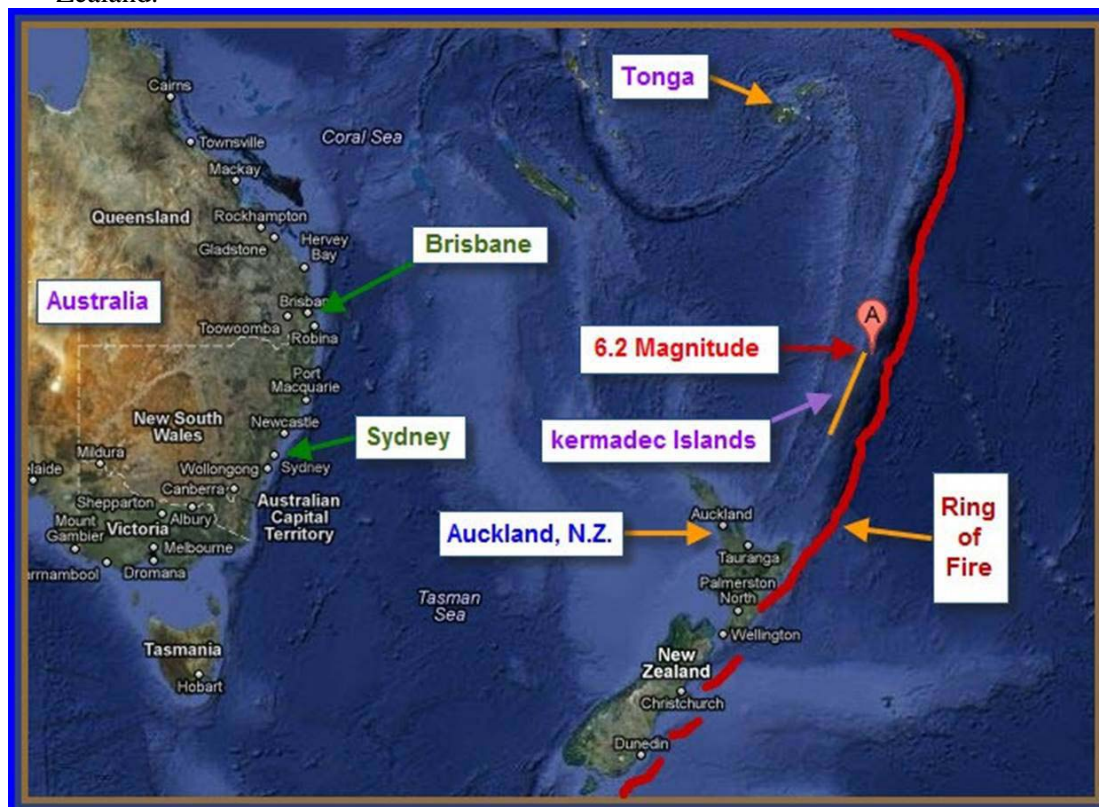 Zealand.
Cairns
Tonga
Townsville
Coral Sea
Mackay
Queensland
Rockhampton
Gladstone
Hervey
Bay
Brisbane
Australia
Brisban
Toowoomba
Robina
A
6.2 Magnitude
Port
Macquarie
New South
Wales
Newcastle
Sydney
kermadec Islands
Mildura
elaide
Wollongong
Sydney
Canberra
Shepparton
Albury
Australian
Capital
Territory
Mount
Gambier
Victoria
Melbourne
arrnambool
Dromana
Auckland
Auckland, N.Z.
Tauranga
Ring
of
Fire
Palmerston
North
Tasman
Sea
Wellington
Tasmania
Hobart
New
Zealand
Christchurch
Dunedin